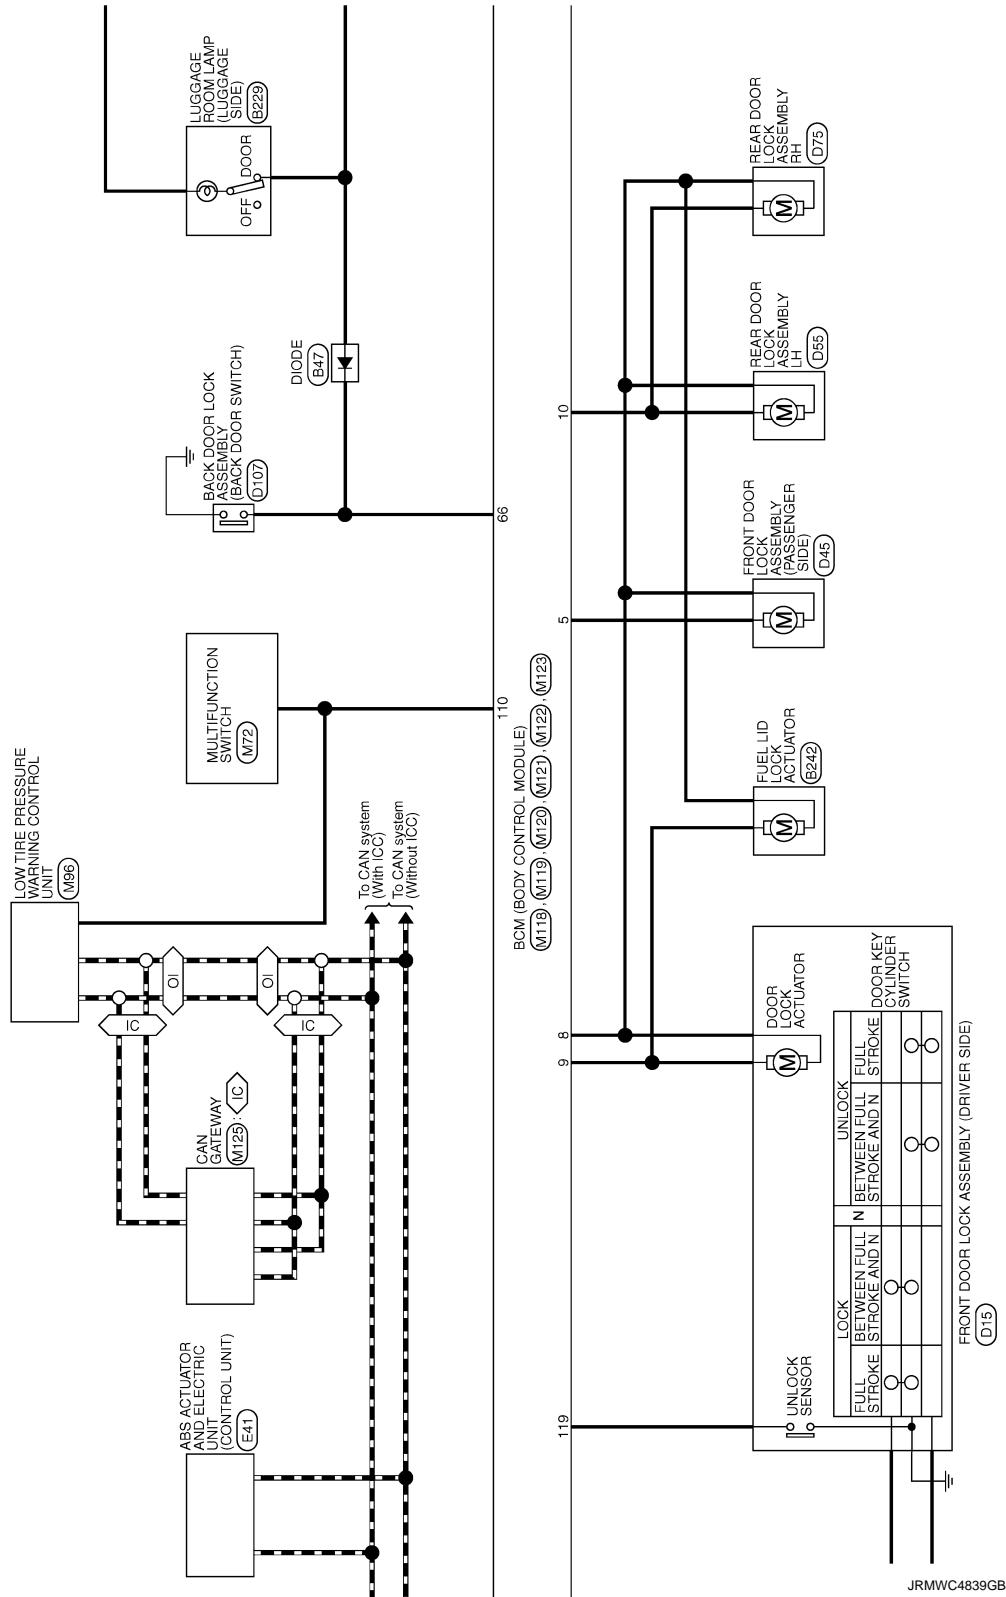 LOW TIRE PRESSURE
WARNING CONTROL
UNIT
M96
LUGGAGE
ROOM LAMP
(LUGGAGE
SIDE)
B229
OFF
DOOR
DIODE
B47
BACK DOOR LOCK
ASSEMBLY
(BACK DOOR SWITCH)
D107
MULTIFUNCTION
SWITCH
M72
To CAN system
(With ICC)
To CAN system
(Without ICC)
OI
OI
IC
IC
CAN
GATEWAY
M125 : IC
ABS ACTUATOR
AND ELECTRIC
UNIT
(CONTROL UNIT)
E41
66
110
BCM (BODY CONTROL MODULE)
M118 , M119 , M120 , M121 , M122 , M123
119
9
8
5
10
REAR DOOR
LOCK
ASSEMBLY
RH
D75
M
REAR DOOR
LOCK
ASSEMBLY
LH
D55
M
FRONT DOOR
LOCK
ASSEMBLY
(PASSENGER
SIDE)
D45
M
FUEL LID
LOCK
ACTUATOR
B242
M
DOOR
LOCK
ACTUATOR
M
UNLOCK
SENSOR
DOOR KEY
CYLINDER
SWITCH
LOCK
N
UNLOCK
FULL
STROKE
BETWEEN FULL
STROKE AND N
BETWEEN FULL
STROKE AND N
FULL
STROKE
FRONT DOOR LOCK ASSEMBLY (DRIVER SIDE)
D15
JRMWC4839GB